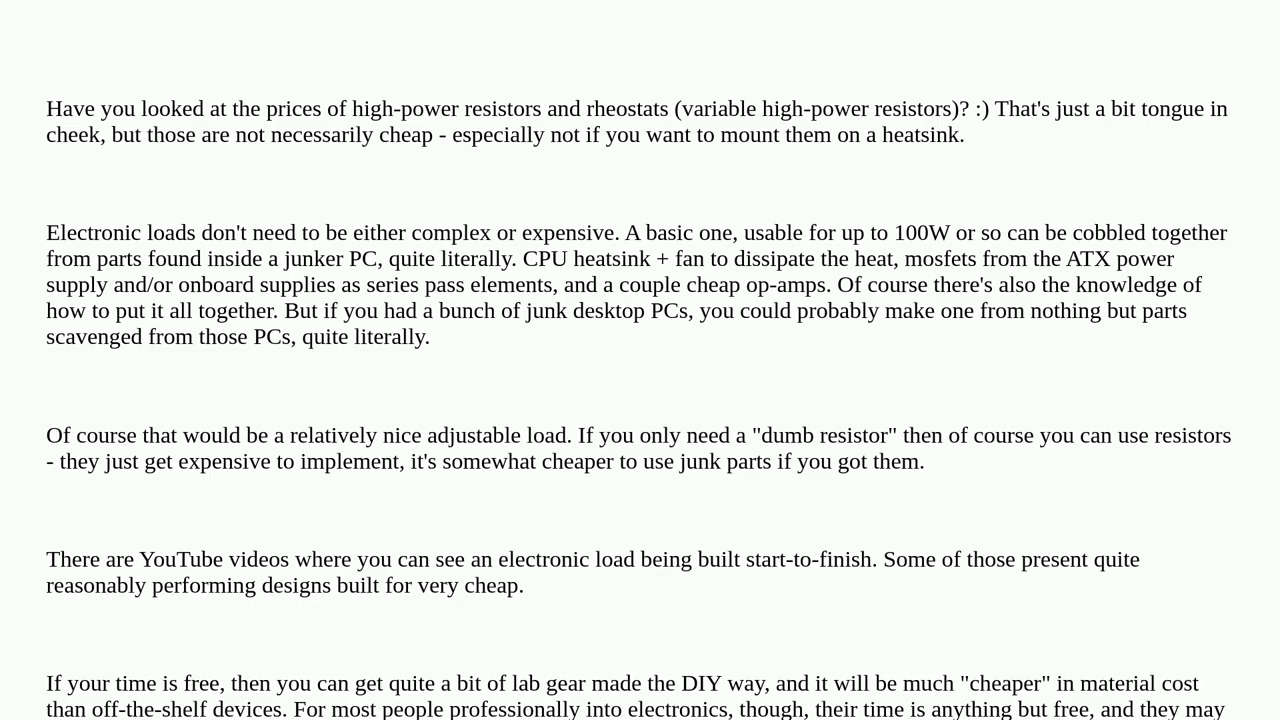 Have you looked at the prices of high-power resistors and rheostats (variable high-power resistors)? :) That's just a bit tongue in
cheek, but those are not necessarily cheap - especially not if you want to mount them on a heatsink.
Electronic loads don't need to be either complex or expensive. A basic one, usable for up to 100W or so can be cobbled together
from parts found inside a junker PC, quite literally. CPU heatsink + fan to dissipate the heat, mosfets from the ATX power
supply and/or onboard supplies as series pass elements, and a couple cheap op-amps. Of course there's also the knowledge of
how to put it all together. But if you had a bunch of junk desktop PCs, you could probably make one from nothing but parts
scavenged from those PCs, quite literally.
Of course that would be a relatively nice adjustable load. If you only need a "dumb resistor" then of course you can use resistors
- they just get expensive to implement, it's somewhat cheaper to use junk parts if you got them.
There are YouTube videos where you can see an electronic load being built start-to-finish. Some of those present quite
reasonably performing designs built for very cheap.
If your time is free, then you can get quite a bit of lab gear made the DIY way, and it will be much "cheaper" in material cost
than off-the-shelf devices. For most people professionally into electronics, though, their time is anything but free, and they may